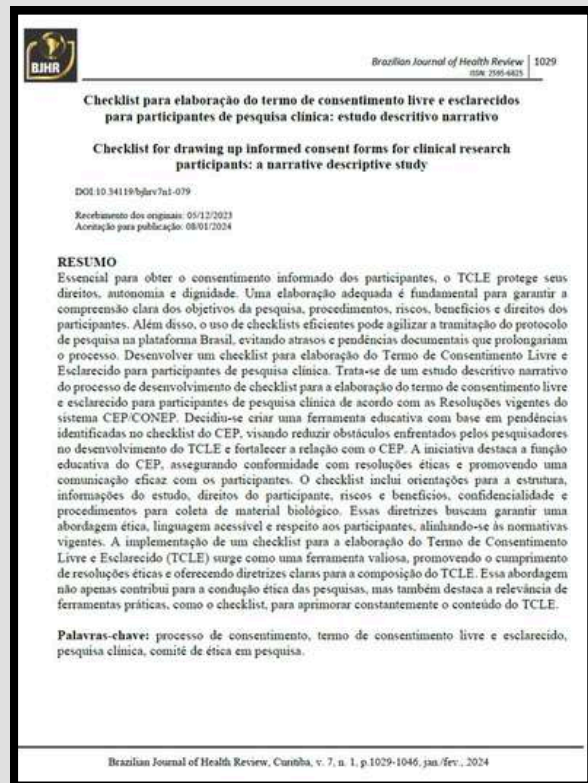 BJHR
Brazilian Journal of Health Review | 1029
ISSN: 2595-6825
Checklist para elaboração do termo de consentimento livre e esclarecidos
para participantes de pesquisa clínica: estudo descritivo narrativo
Checklist for drawing up informed consent forms for clinical research
participants: a narrative descriptive study
DOI:10.34119/bjhrv7n1-079
Recebimento dos originais: 05/12/2023
Aceitação para publicação: 08/01/2024
RESUMO
Essencial para obter o consentimento informado dos participantes, o TCLE protege seus
direitos, autonomia e dignidade. Uma elaboração adequada é fundamental para garantir a
compreensão clara dos objetivos da pesquisa, procedimentos, riscos, benefícios e direitos dos
participantes. Além disso, o uso de checklists eficientes pode agilizar a tramitação do protocolo
de pesquisa na plataforma Brasil, evitando atrasos e pendências documentais que prolongariam
o processo. Desenvolver um checklist para elaboração do Termo de Consentimento Livre e
Esclarecido para participantes de pesquisa clínica. Trata-se de um estudo descritivo narrativo
do processo de desenvolvimento de checklist para a elaboração do termo de consentimento livre
e esclarecido para participantes de pesquisa clínica de acordo com as Resoluções vigentes do
sistema CEP/CONEP. Decidiu-se criar uma ferramenta educativa com base em pendências
identificadas no checklist do CEP, visando reduzir obstáculos enfrentados pelos pesquisadores
no desenvolvimento do TCLE e fortalecer a relação com o CEP. A iniciativa destaca a função
educativa do CEP, assegurando conformidade com resoluções éticas e promovendo uma
comunicação eficaz com os participantes. O checklist inclui orientações para a estrutura,
informações do estudo, direitos do participante, riscos e benefícios, confidencialidade e
procedimentos para coleta de material biológico. Essas diretrizes buscam garantir uma
abordagem ética, linguagem acessível e respeito aos participantes, alinhando-se às normativas
vigentes. A implementação de um checklist para a elaboração do Termo de Consentimento
Livre e Esclarecido (TCLE) surge como uma ferramenta valiosa, promovendo o cumprimento
de resoluções éticas e oferecendo diretrizes claras para a composição do TCLE. Essa abordagem
não apenas contribui para a condução ética das pesquisas, mas também destaca a relevância de
ferramentas práticas, como o checklist, para aprimorar constantemente o conteúdo do TCLE.
Palavras-chave: processo de consentimento, termo de consentimento livre e esclarecido,
pesquisa clínica, comitê de ética em pesquisa.
Brazilian Journal of Health Review, Curitiba, v. 7, n. 1, p.1029-1046, jan./fev., 2024